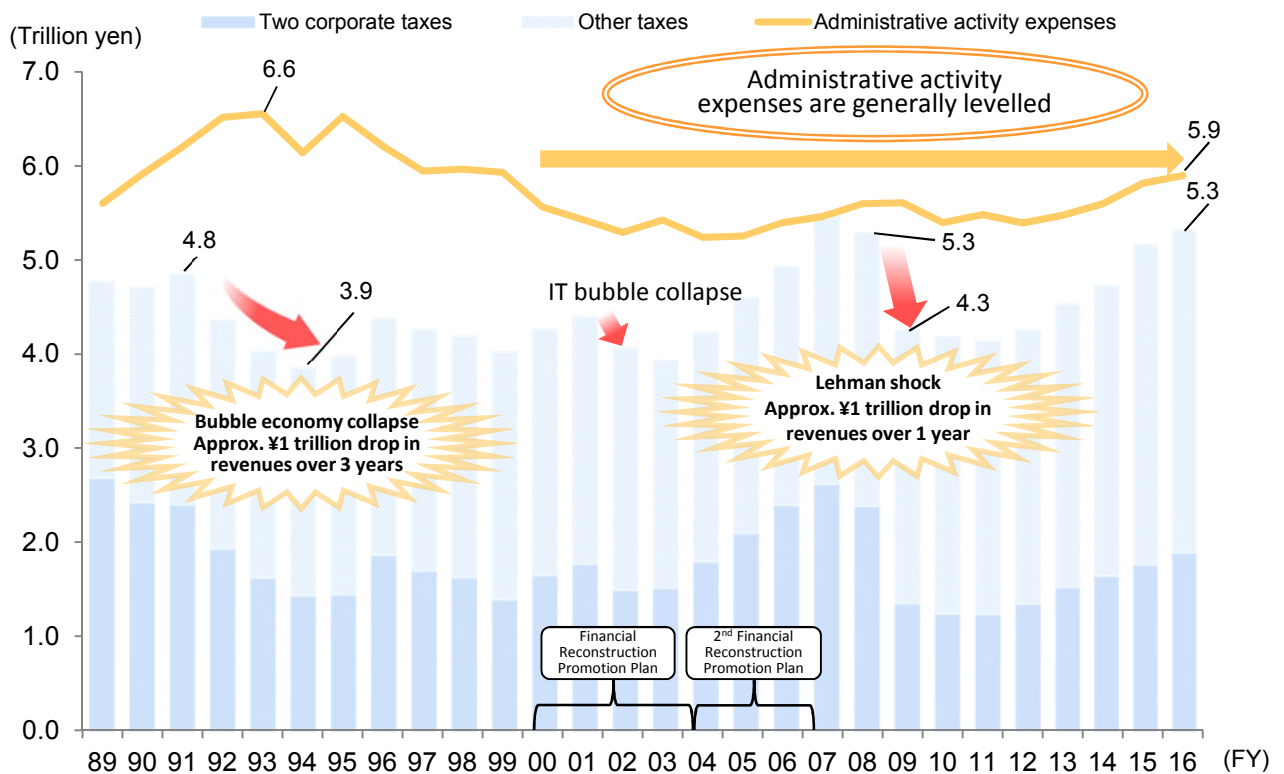 Two corporate taxes
Other taxes
Administrative activity expenses
(Trillion yen)
7.0
6.0
5.0
4.0
3.0
2.0
1.0
0.0
6.6
Administrative activity
expenses are generally levelled
5.9
5.3
4.8
3.9
IT bubble collapse
5.3
4.3
Bubble economy collapse
Approx. ¥1 trillion drop in
revenues over 3 years
Lehman shock
Approx. ¥1 trillion drop in
revenues over 1 year
Financial
Reconstruction
Promotion Plan
2nd Financial
Reconstruction
Promotion Plan
89 90 91 92 93 94 95 96 97 98 99 00 01 02 03 04 05 06 07 08 09 10 11 12 13 14 15 16 (FY)